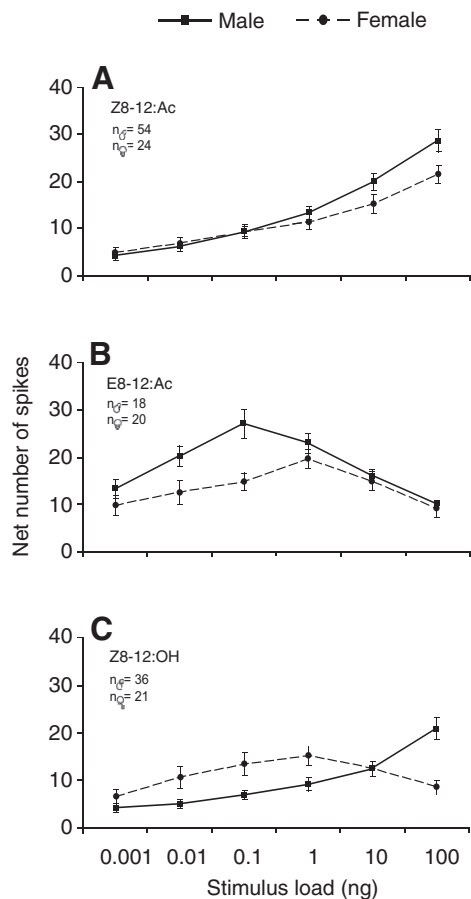 Male Female
A
Z8-12:Ac
n♂= 54
n♀= 24
40
30
20
10
0
B
E8-12:Ac
n♂= 18
n♀= 20
40
30
20
10
0
C
Z8-12:OH
n♂= 36
n♀= 21
40
30
20
10
0
Net number of spikes
0.001 0.01 0.1 1 10 100
Stimulus load (ng)